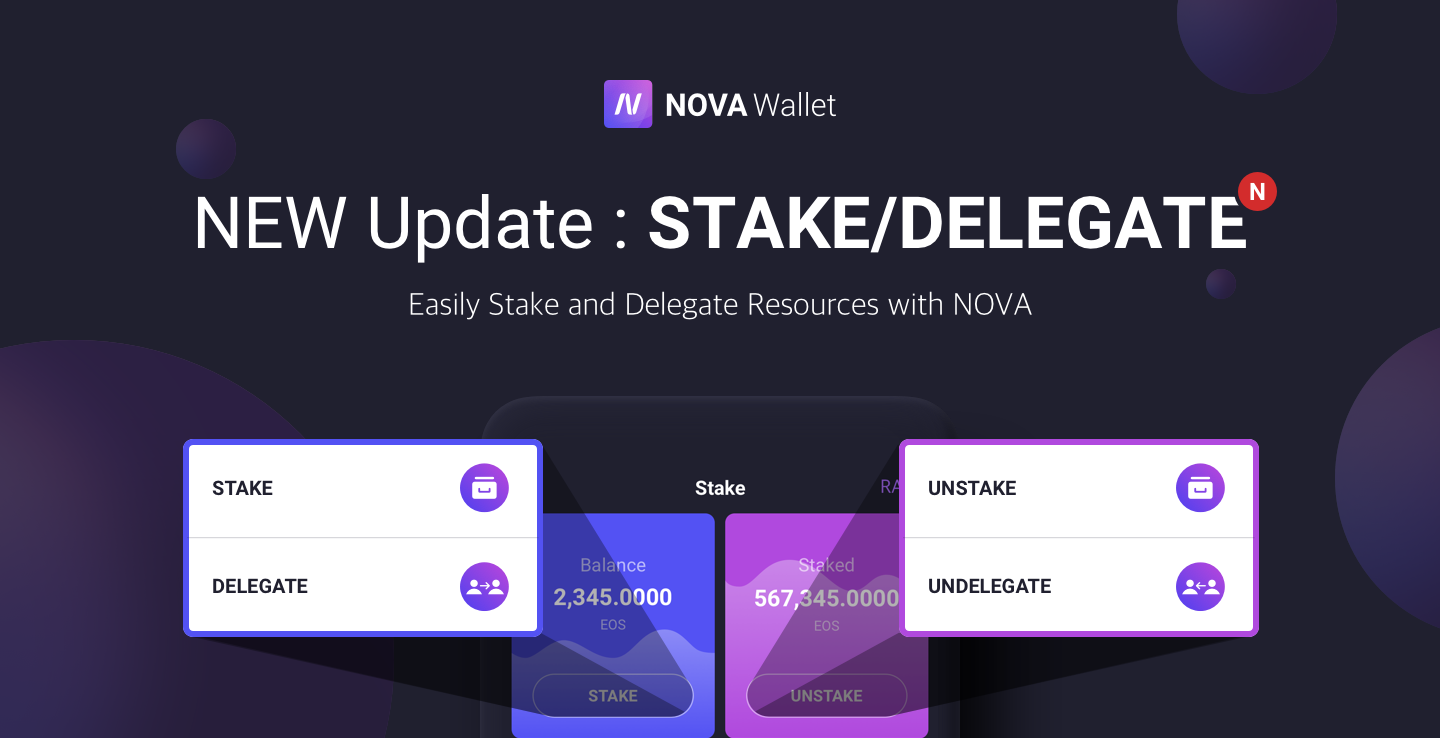 NOVA Wallet
NEW Update : STAKE/DELEGATE N
Easily Stake and Delegate Resources with NOVA
STAKE
DELEGATE
Stake
Balance
2,345.0000
EOS
STAKE
Staked
567,345.0000
EOS
UNSTAKE
UNSTAKE
UNDELEGATE